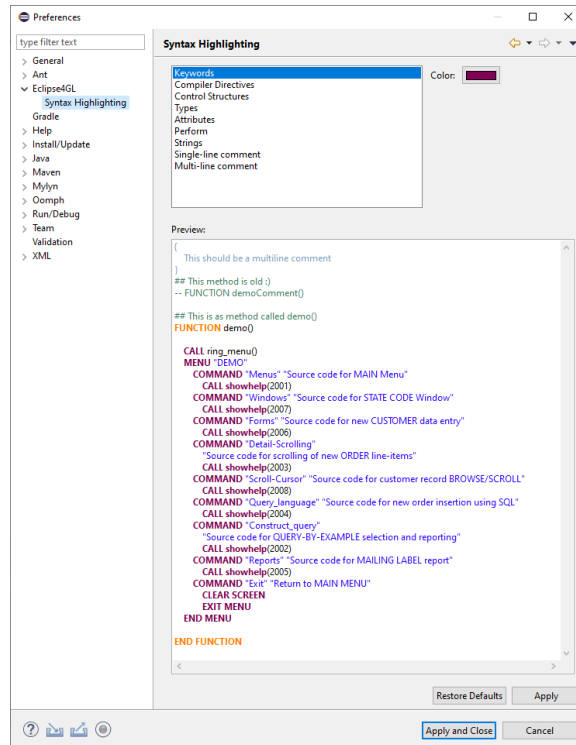 Preferences
type filter text
General
Ant
Eclipse4GL
Syntax Highlighting
Gradle
Help
Install/Update
Java
Maven
Mylyn
Oomph
Run/Debug
Team
Validation
XML
Syntax Highlighting
Keywords
Compiler Directives
Control Structures
Types
Attributes
Perform
Strings
Single-line comment
Multi-line comment
Color:
Preview:
{
This should be a multiline comment
}
## This method is old :)
-- FUNCTION demoComment()
## This is as method called demo()
FUNCTION demo()
CALL ring_menu()
MENU "DEMO"
COMMAND "Menus" "Source code for MAIN Menu"
CALL showhelp(2001)
COMMAND "Windows" "Source code for STATE CODE Window"
CALL showhelp(2007)
COMMAND "Forms" "Source code for new CUSTOMER data entry"
CALL showhelp(2006)
COMMAND "Detail-Scrolling"
"Source code for scrolling of new ORDER line-items"
CALL showhelp(2003)
COMMAND "Scroll-Cursor" "Source code for customer record BROWSE/SCROLL"
CALL showhelp(2008)
COMMAND "Query_language" "Source code for new order insertion using SQL"
CALL showhelp(2004)
COMMAND "Construct_query"
"Source code for QUERY-BY-EXAMPLE selection and reporting"
CALL showhelp(2002)
COMMAND "Reports" "Source code for MAILING LABEL report"
CALL showhelp(2005)
COMMAND "Exit" "Return to MAIN MENU"
CLEAR SCREEN
EXIT MENU
END MENU
END FUNCTION
Restore Defaults Apply
Apply and Close Cancel